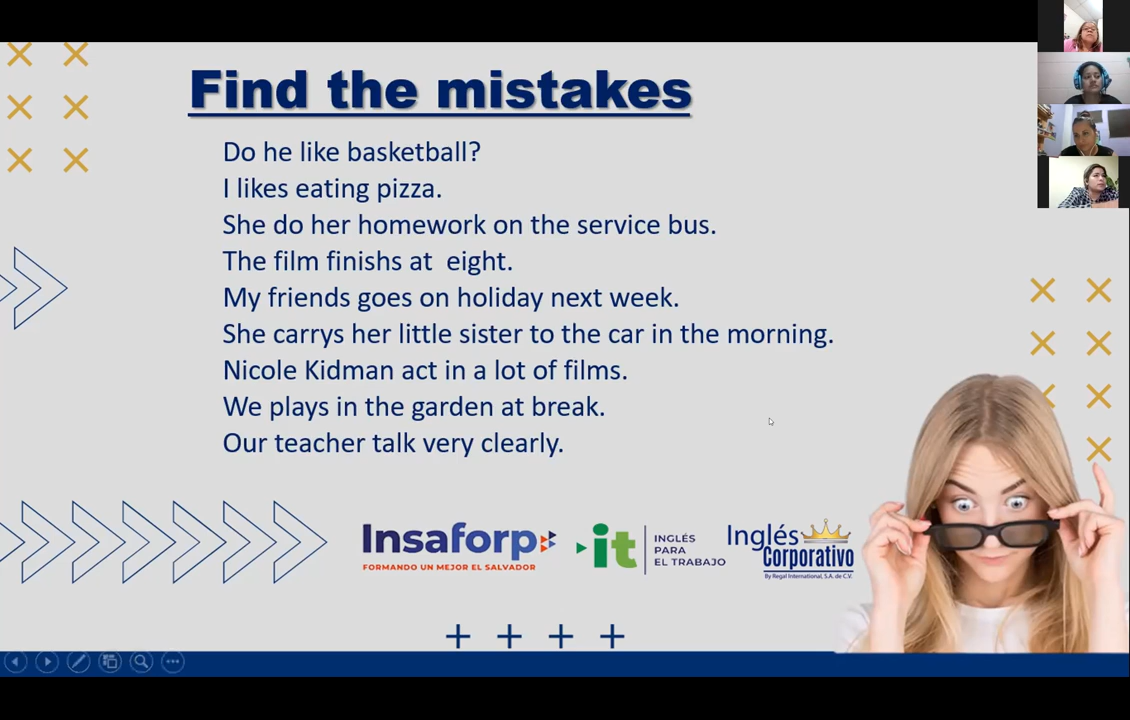 Find the mistakes
Do he like basketball?
I likes eating pizza.
She do her homework on the service bus.
The film finishs at  eight.
My friends goes on holiday next week.
She carrys her little sister to the car in the morning.
Nicole Kidman act in a lot of films.
We plays in the garden at break.
Our teacher talk very clearly.
Insaforp
FORMANDO UN MEJOR EL SALVADOR
it
INGLÉS
PARA
EL TRABAJO
Inglés
Corporativo
By Regal International, S.A. de C.V.